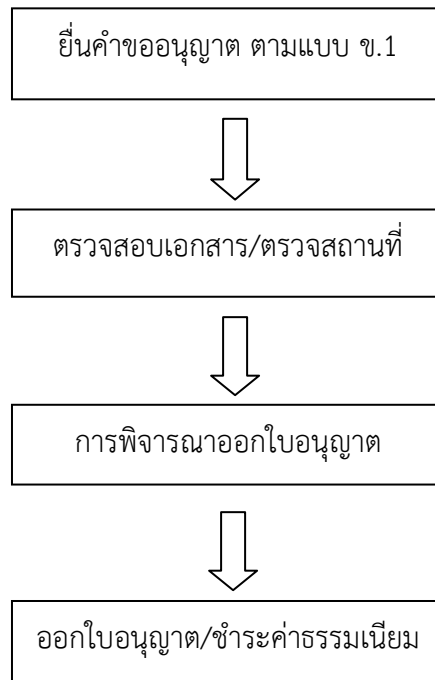 ยื่นคำขออนุญาต ตามแบบ ข.1
ตรวจสอบเอกสาร/ตรวจสถานที่
การพิจารณาออกใบอนุญาต
ออกใบอนุญาต/ชำระค่าธรรมเนียม